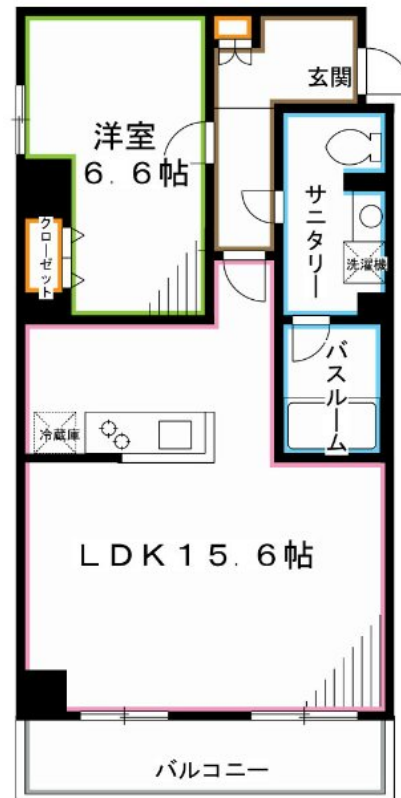 玄関
洋室
6.6帖
サニタリー
クローゼット
洗濯機
バスルーム
冷蔵庫
LDK15.6帖
バルコニー